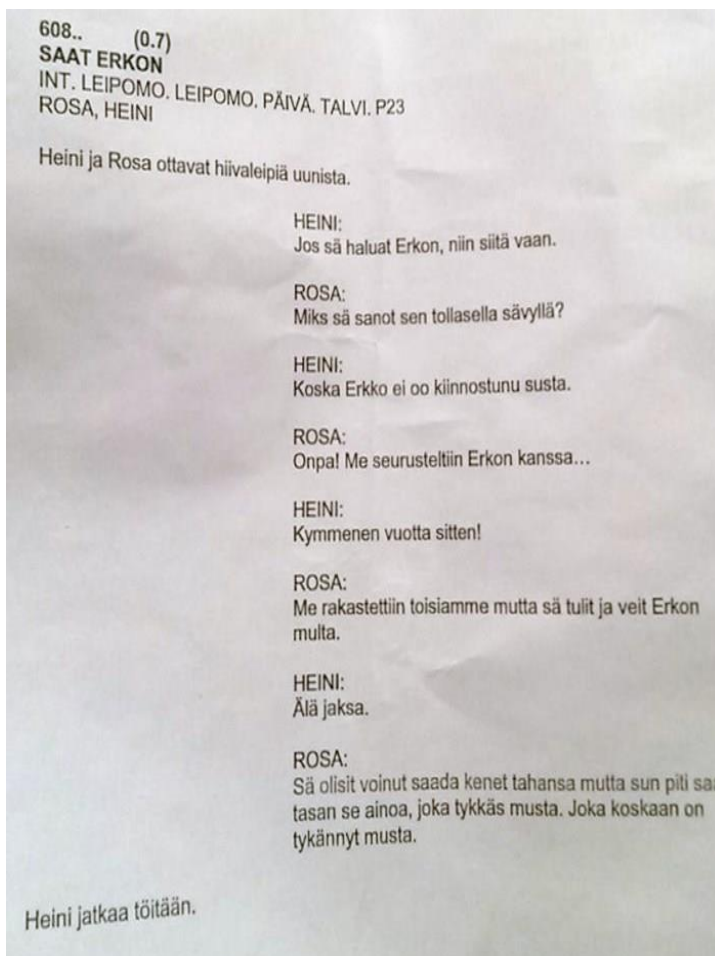 608.. (0.7)
SAAT ERKON
INT. LEIPOMO. LEIPOMO. PÄIVÄ. TALVI. P23
ROSA, HEINI
Heini ja Rosa ottavat hiivaleipiä uunista.
HEINI:
Jos sä haluat Erkon, niin siitä vaan.
ROSA:
Miks sä sanot sen tollasella sävyllä?
HEINI:
Koska Erkko ei oo kiinnostunu susta.
ROSA:
Onpa! Me seurusteltiin Erkon kanssa…
HEINI:
Kymmenen vuotta sitten!
ROSA:
Me rakastettiin toisiamme mutta sä tulit ja veit Erkon
multa.
HEINI:
Älä jaksa.
ROSA:
Sä olisit voinut saada kenet tahansa mutta sun piti
tasan se ainoa, joka tykkäs musta. Joka koskaan on
tykännyt musta.
Heini jatkaa töitään.